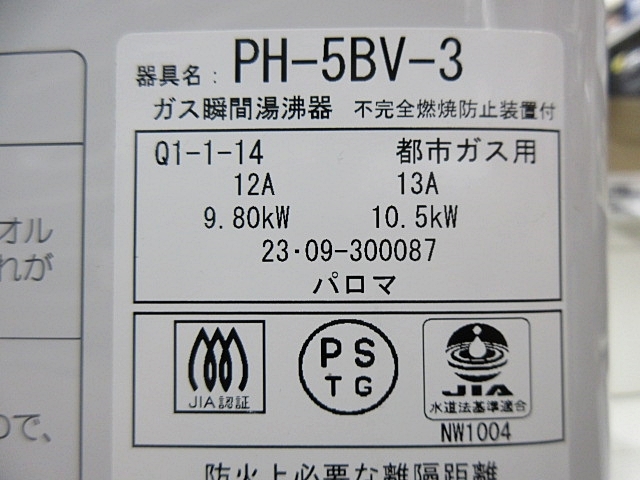 器具名: PH-5BV-3
ガス瞬間湯沸器 不完全燃焼防止装置付
Q1-1-14 都市ガス用
12A 13A
9.80kW 10.5kW
23・09-300087
パロマ
JIA認証
PS
TG
JIA
水道法基準適合
NW1004
防火上必要な離隔距離
オル
れが
ので、